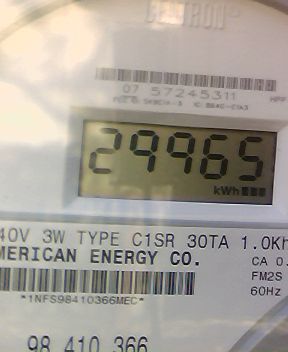 CENTRON®
07 57245311
29965
kWh
40V 3W TYPE C1SR 30TA 1.0Kh
MERICAN ENERGY CO.
CA 0.
FM2S
60Hz
*1NFS98410366MEC*
98 410 366